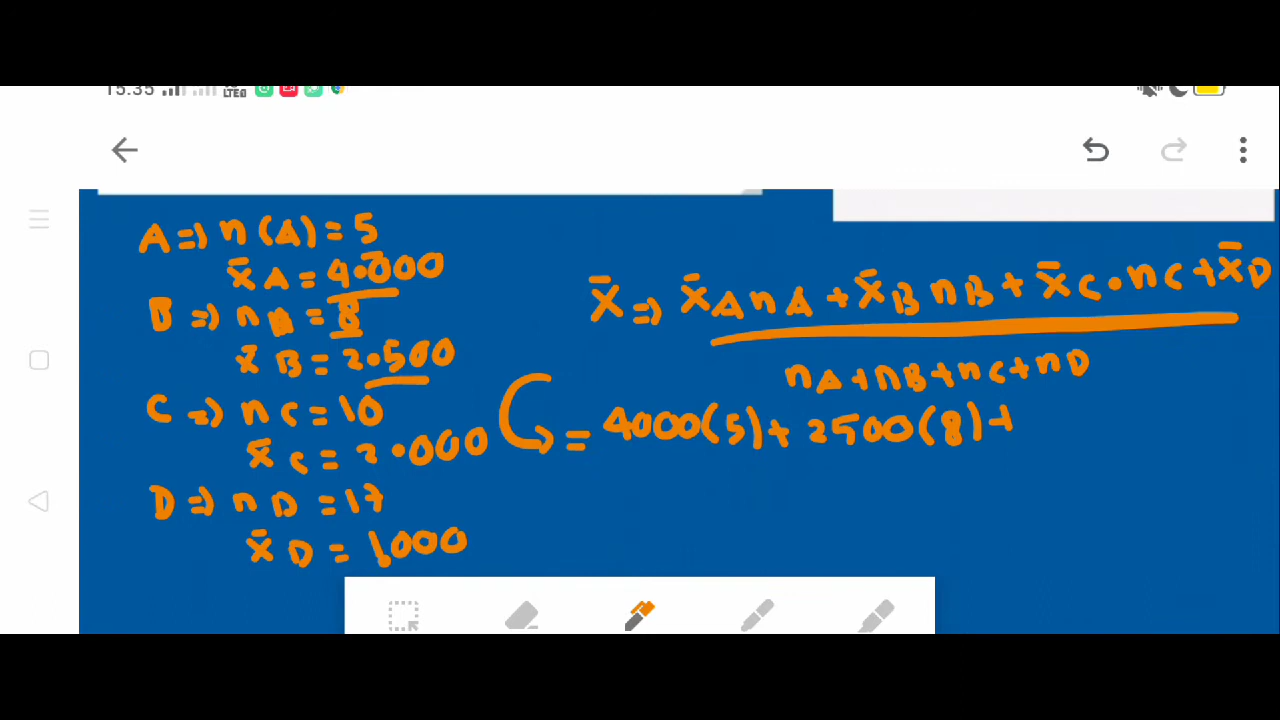 15.35
A => n (A) = 5
x̄ A = 4.000
B => n B = 8
x̄ B = 2.500
C => n C = 10
x̄ C = 2.000
D => n D = 17
x̄ D = 1.000
x̄ => x̄A nA + x̄B nB + x̄C . nC + x̄D
nA + nB + nC + nD
= 4000(5) + 2500(8) +